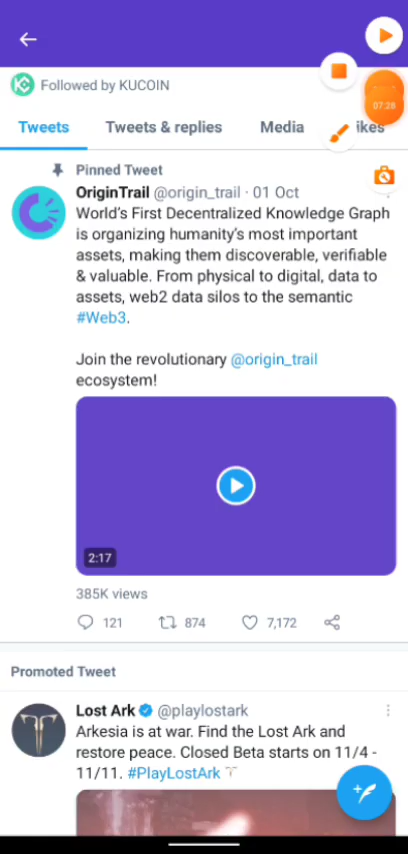 07:28
Followed by KUCOIN
Tweets Tweets & replies Media ikes
Pinned Tweet
OriginTrail @origin_trail · 01 Oct
World's First Decentralized Knowledge Graph
is organizing humanity's most important
assets, making them discoverable, verifiable
& valuable. From physical to digital, data to
assets, web2 data silos to the semantic
#Web3.
Join the revolutionary @origin_trail
ecosystem!
2:17
385K views
121 874 7,172
Promoted Tweet
Lost Ark @playlostark
Arkesia is at war. Find the Lost Ark and
restore peace. Closed Beta starts on 11/4 -
11/11. #PlayLostArk